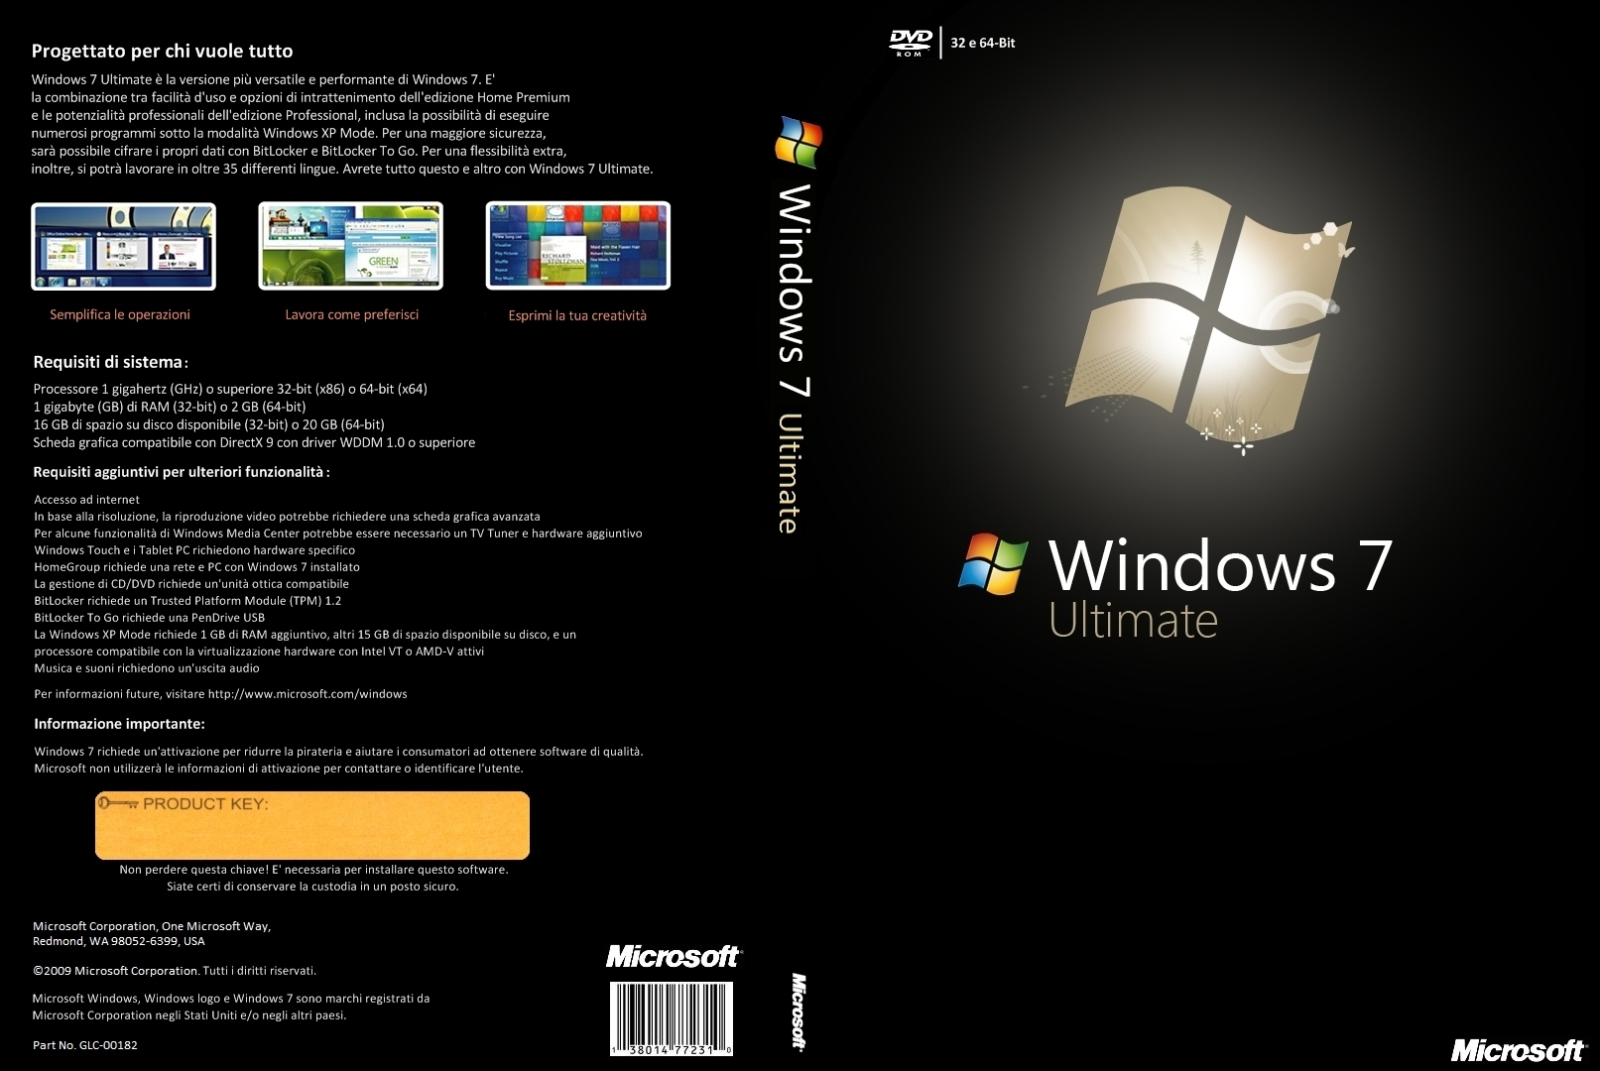 Progettato per chi vuole tutto
Windows 7 Ultimate è la versione più versatile e performante di Windows 7. E'
la combinazione tra facilità d'uso e opzioni di intrattenimento dell'edizione Home Premium
e le potenzialità professionali dell'edizione Professional, inclusa la possibilità di eseguire
numerosi programmi sotto la modalità Windows XP Mode. Per una maggiore sicurezza,
sarà possibile cifrare i propri dati con BitLocker e BitLocker To Go. Per una flessibilità extra,
inoltre, si potrà lavorare in oltre 35 differenti lingue. Avrete tutto questo e altro con Windows 7 Ultimate.
GREEN
RICHARD
Semplifica le operazioni
Lavora come preferisci
Esprimi la tua creatività
Requisiti di sistema:
Processore 1 gigahertz (GHz) o superiore 32-bit (x86) o 64-bit (x64)
1 gigabyte (GB) di RAM (32-bit) o 2 GB (64-bit)
16 GB di spazio su disco disponibile (32-bit) o 20 GB (64-bit)
Scheda grafica compatibile con DirectX 9 con driver WDDM 1.0 o superiore
Requisiti aggiuntivi per ulteriori funzionalità:
Accesso ad internet
In base alla risoluzione, la riproduzione video potrebbe richiedere una scheda grafica avanzata
Per alcune funzionalità di Windows Media Center potrebbe essere necessario un TV Tuner e hardware aggiuntivo
Windows Touch e i Tablet PC richiedono hardware specifico
HomeGroup richiede una rete e PC con Windows 7 installato
La gestione di CD/DVD richiede un'unità ottica compatibile
BitLocker richiede un Trusted Platform Module (TPM) 1.2
BitLocker To Go richiede una PenDrive USB
La Windows XP Mode richiede 1 GB di RAM aggiuntivo, altri 15 GB di spazio disponibile su disco, e un
processore compatibile con la virtualizzazione hardware con Intel VT o AMD-V attivi
Musica e suoni richiedono un'uscita audio
Per informazioni future, visitare http://www.microsoft.com/windows
Informazione importante:
Windows 7 richiede un'attivazione per ridurre la pirateria e aiutare i consumatori ad ottenere software di qualità.
Microsoft non utilizzerà le informazioni di attivazione per contattare o identificare l'utente.
PRODUCT KEY:
Non perdere questa chiave! E' necessaria per installare questo software.
Siate certi di conservare la custodia in un posto sicuro.
Microsoft Corporation, One Microsoft Way,
Redmond, WA 98052-6399, USA
©2009 Microsoft Corporation. Tutti i diritti riservati.
Microsoft Windows, Windows logo e Windows 7 sono marchi registrati da
Microsoft Corporation negli Stati Uniti e/o negli altri paesi.
Part No. GLC-00182
Microsoft
1 38014 77231 0
Windows 7 Ultimate
Microsoft
DVD ROM
32 e 64-Bit
Windows 7
Ultimate
Microsoft